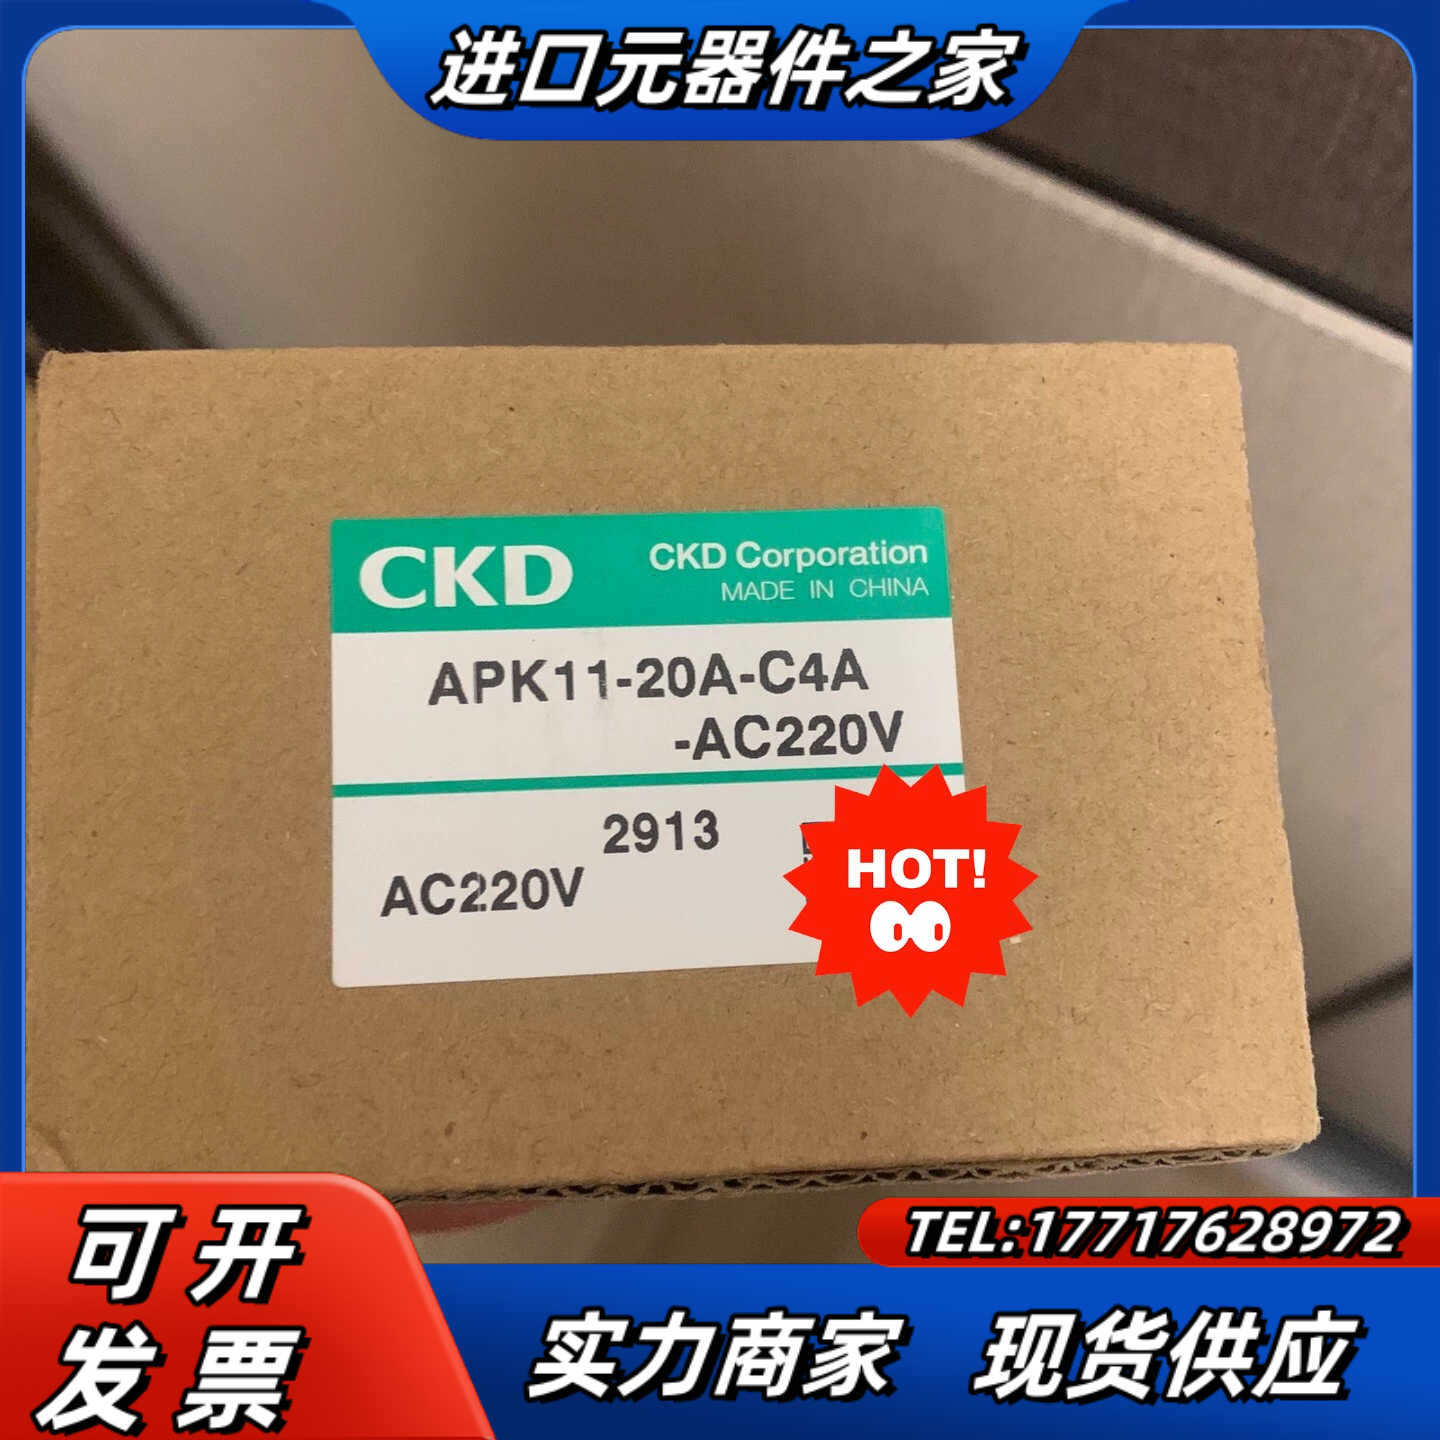 进口元器件之家
CKD
CKD Corporation
MADE IN CHINA
APK11-20A-C4A
-AC220V
2913
AC220V
HOT!
TEL:17717628972
可开
发票
实力商家 现货供应